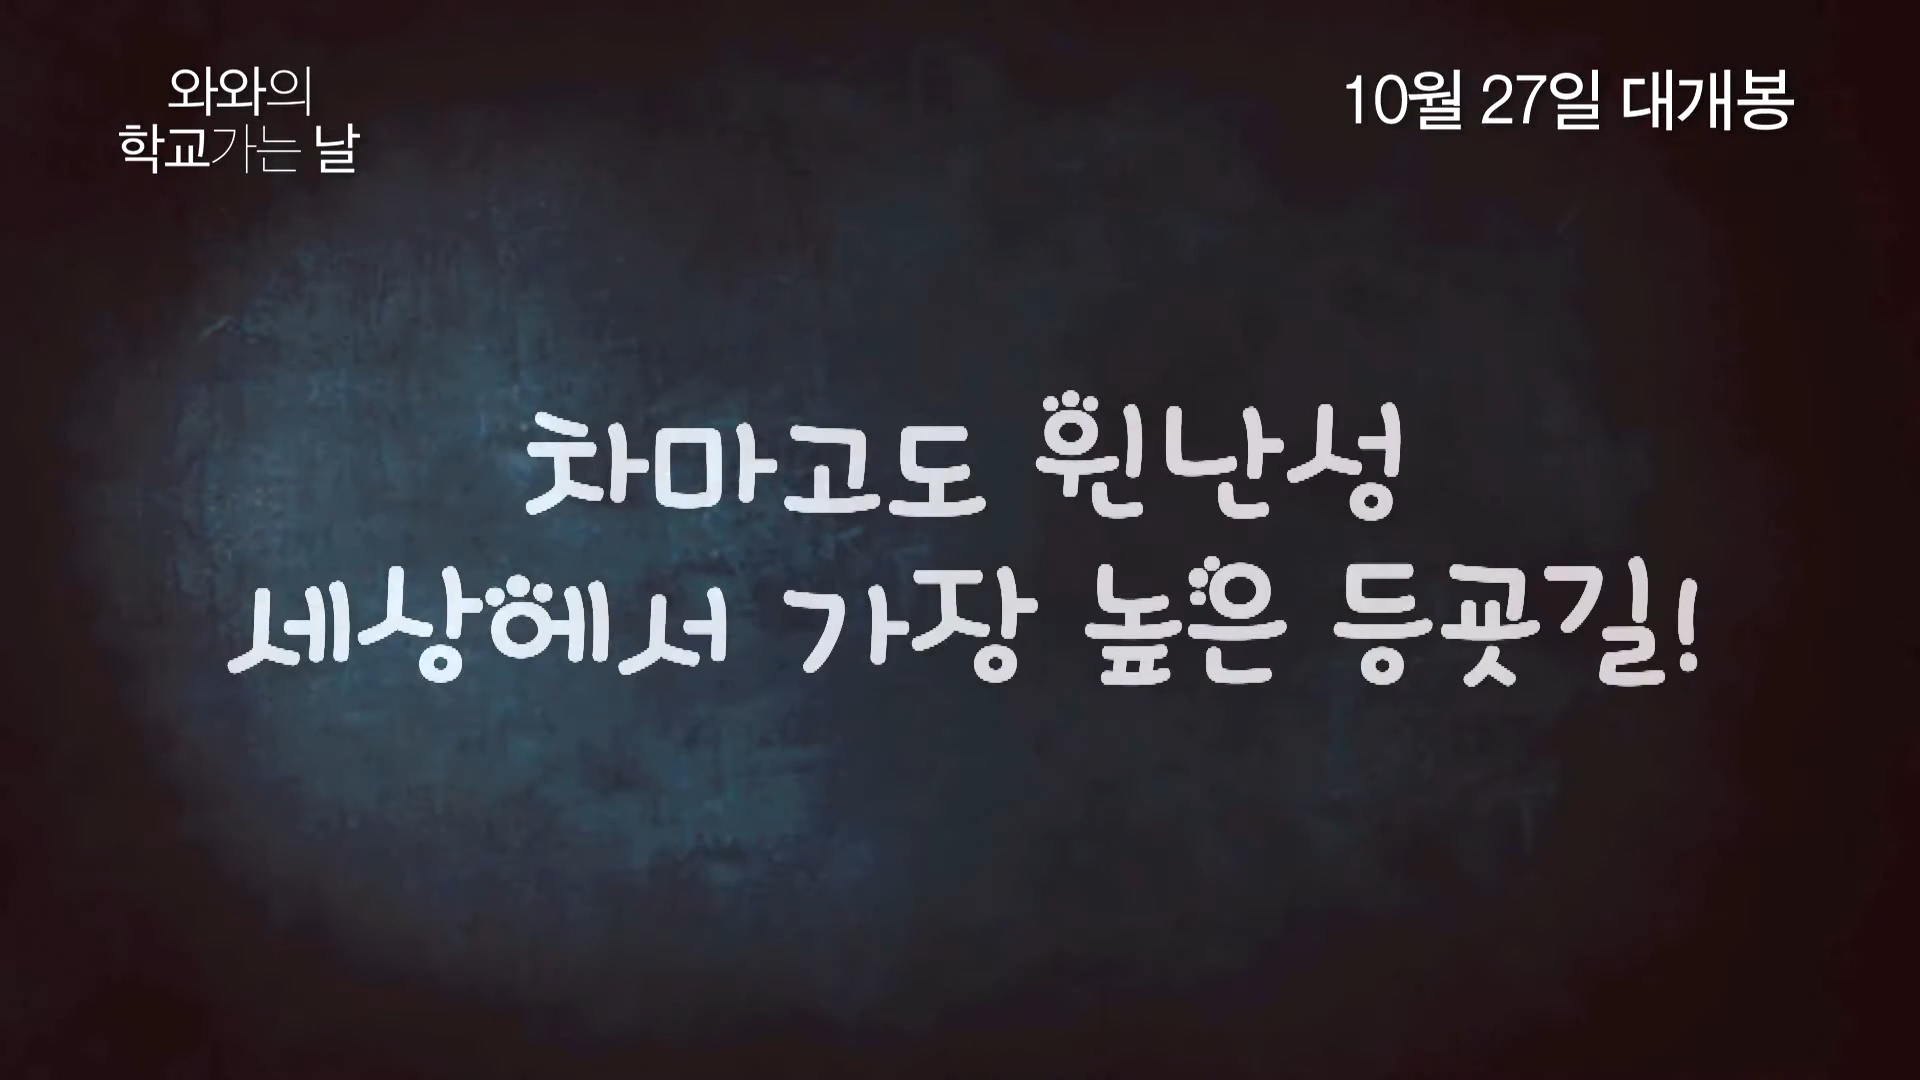 와와의
학교가는 날
10월 27일 대개봉
차마고도 윈난성
세상에서 가장 높은 등굣길!